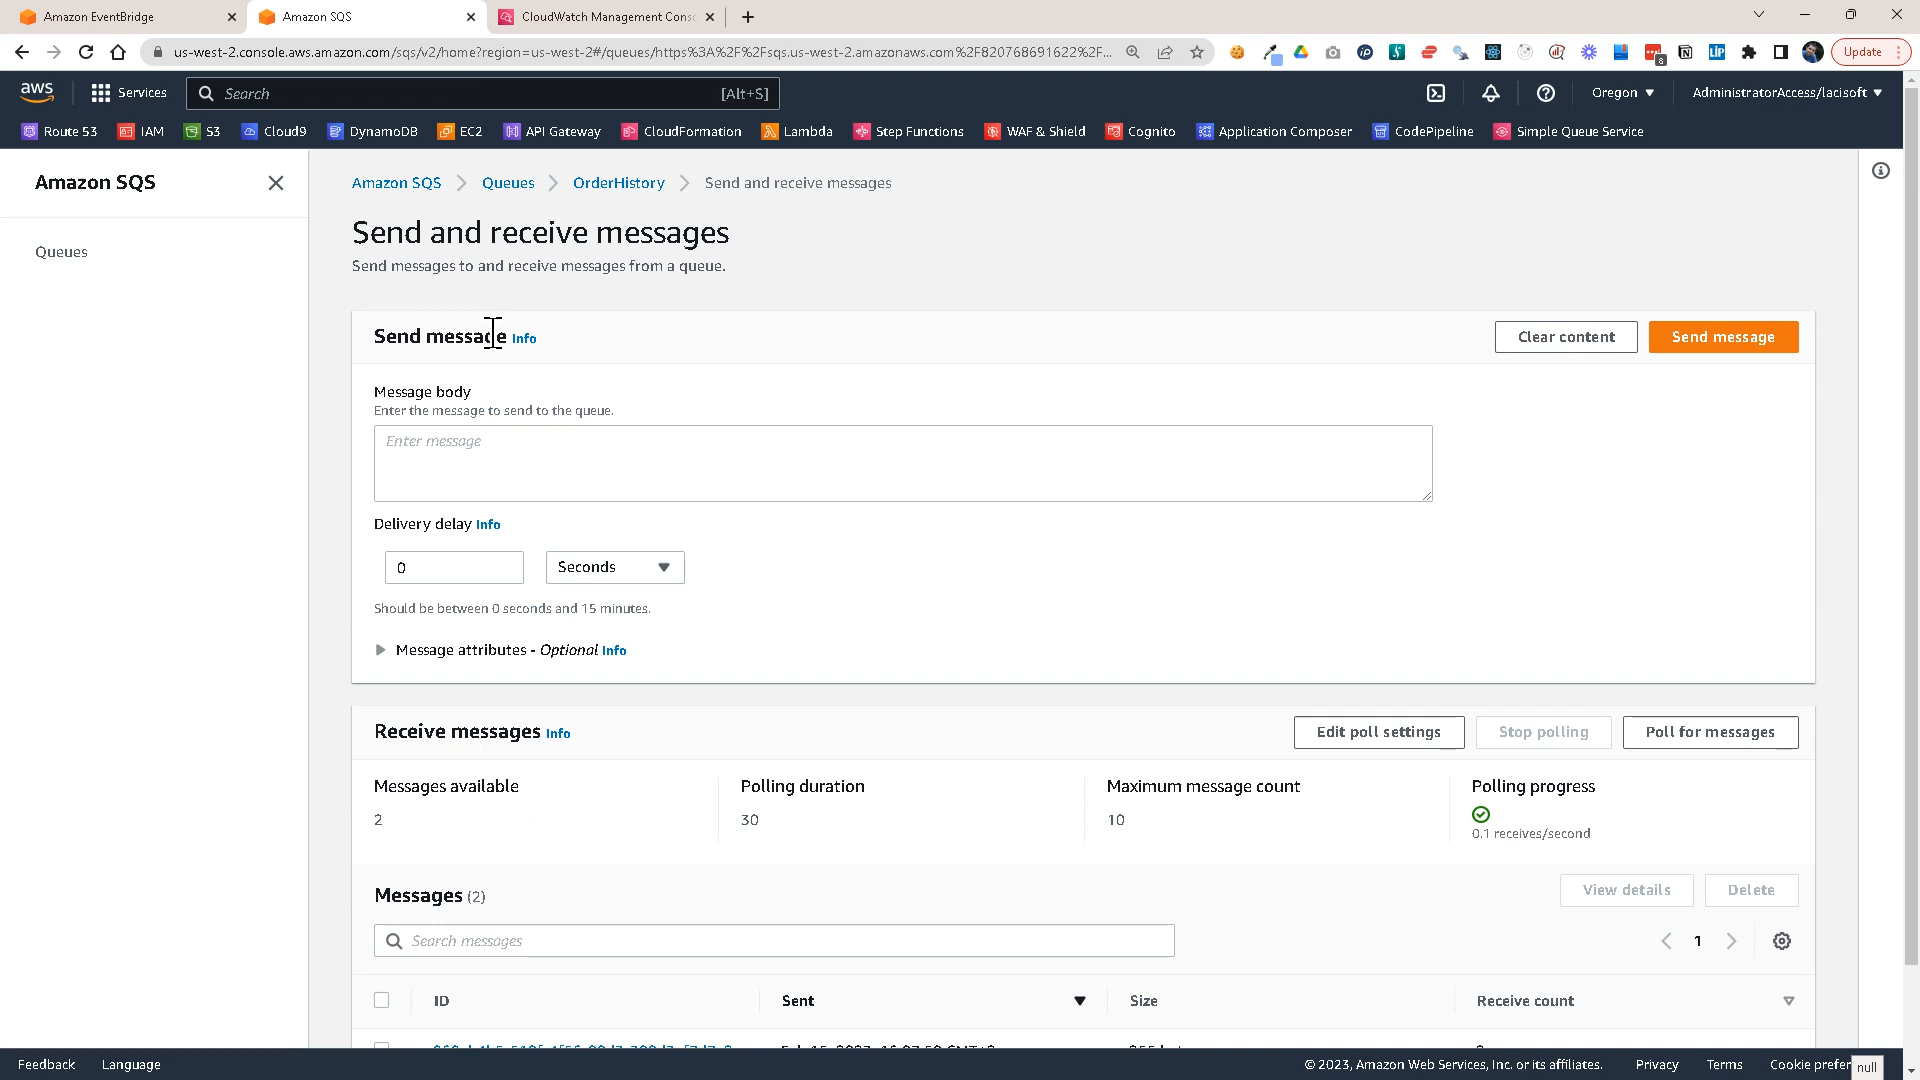 Amazon EventBridge
Amazon SQS
CloudWatch Management Conso
us-west-2.console.aws.amazon.com/sqs/v2/home?region=us-west-2#/queues/https%3A%2F%2Fsqs.us-west-2.amazonaws.com%2F820768691622%2F...
8
Update
aws
Services
Search
[Alt+S]
Oregon
AdministratorAccess/lacisoft
Route 53
IAM
S3
Cloud9
DynamoDB
EC2
API Gateway
CloudFormation
Lambda
Step Functions
WAF & Shield
Cognito
Application Composer
CodePipeline
Simple Queue Service
Amazon SQS
Queues
Amazon SQS
Queues
OrderHistory
Send and receive messages
Send and receive messages
Send messages to and receive messages from a queue.
Send message Info
Clear content
Send message
Message body
Enter the message to send to the queue.
Enter message
Delivery delay Info
0
Seconds
Should be between 0 seconds and 15 minutes.
Message attributes - Optional Info
Receive messages Info
Edit poll settings
Stop polling
Poll for messages
Messages available
2
Polling duration
30
Maximum message count
10
Polling progress
0.1 receives/second
Messages (2)
View details
Delete
Search messages
1
ID
Sent
Size
Receive count
Feedback
Language
© 2023, Amazon Web Services, Inc. or its affiliates.
Privacy
Terms
Cookie prefer
null